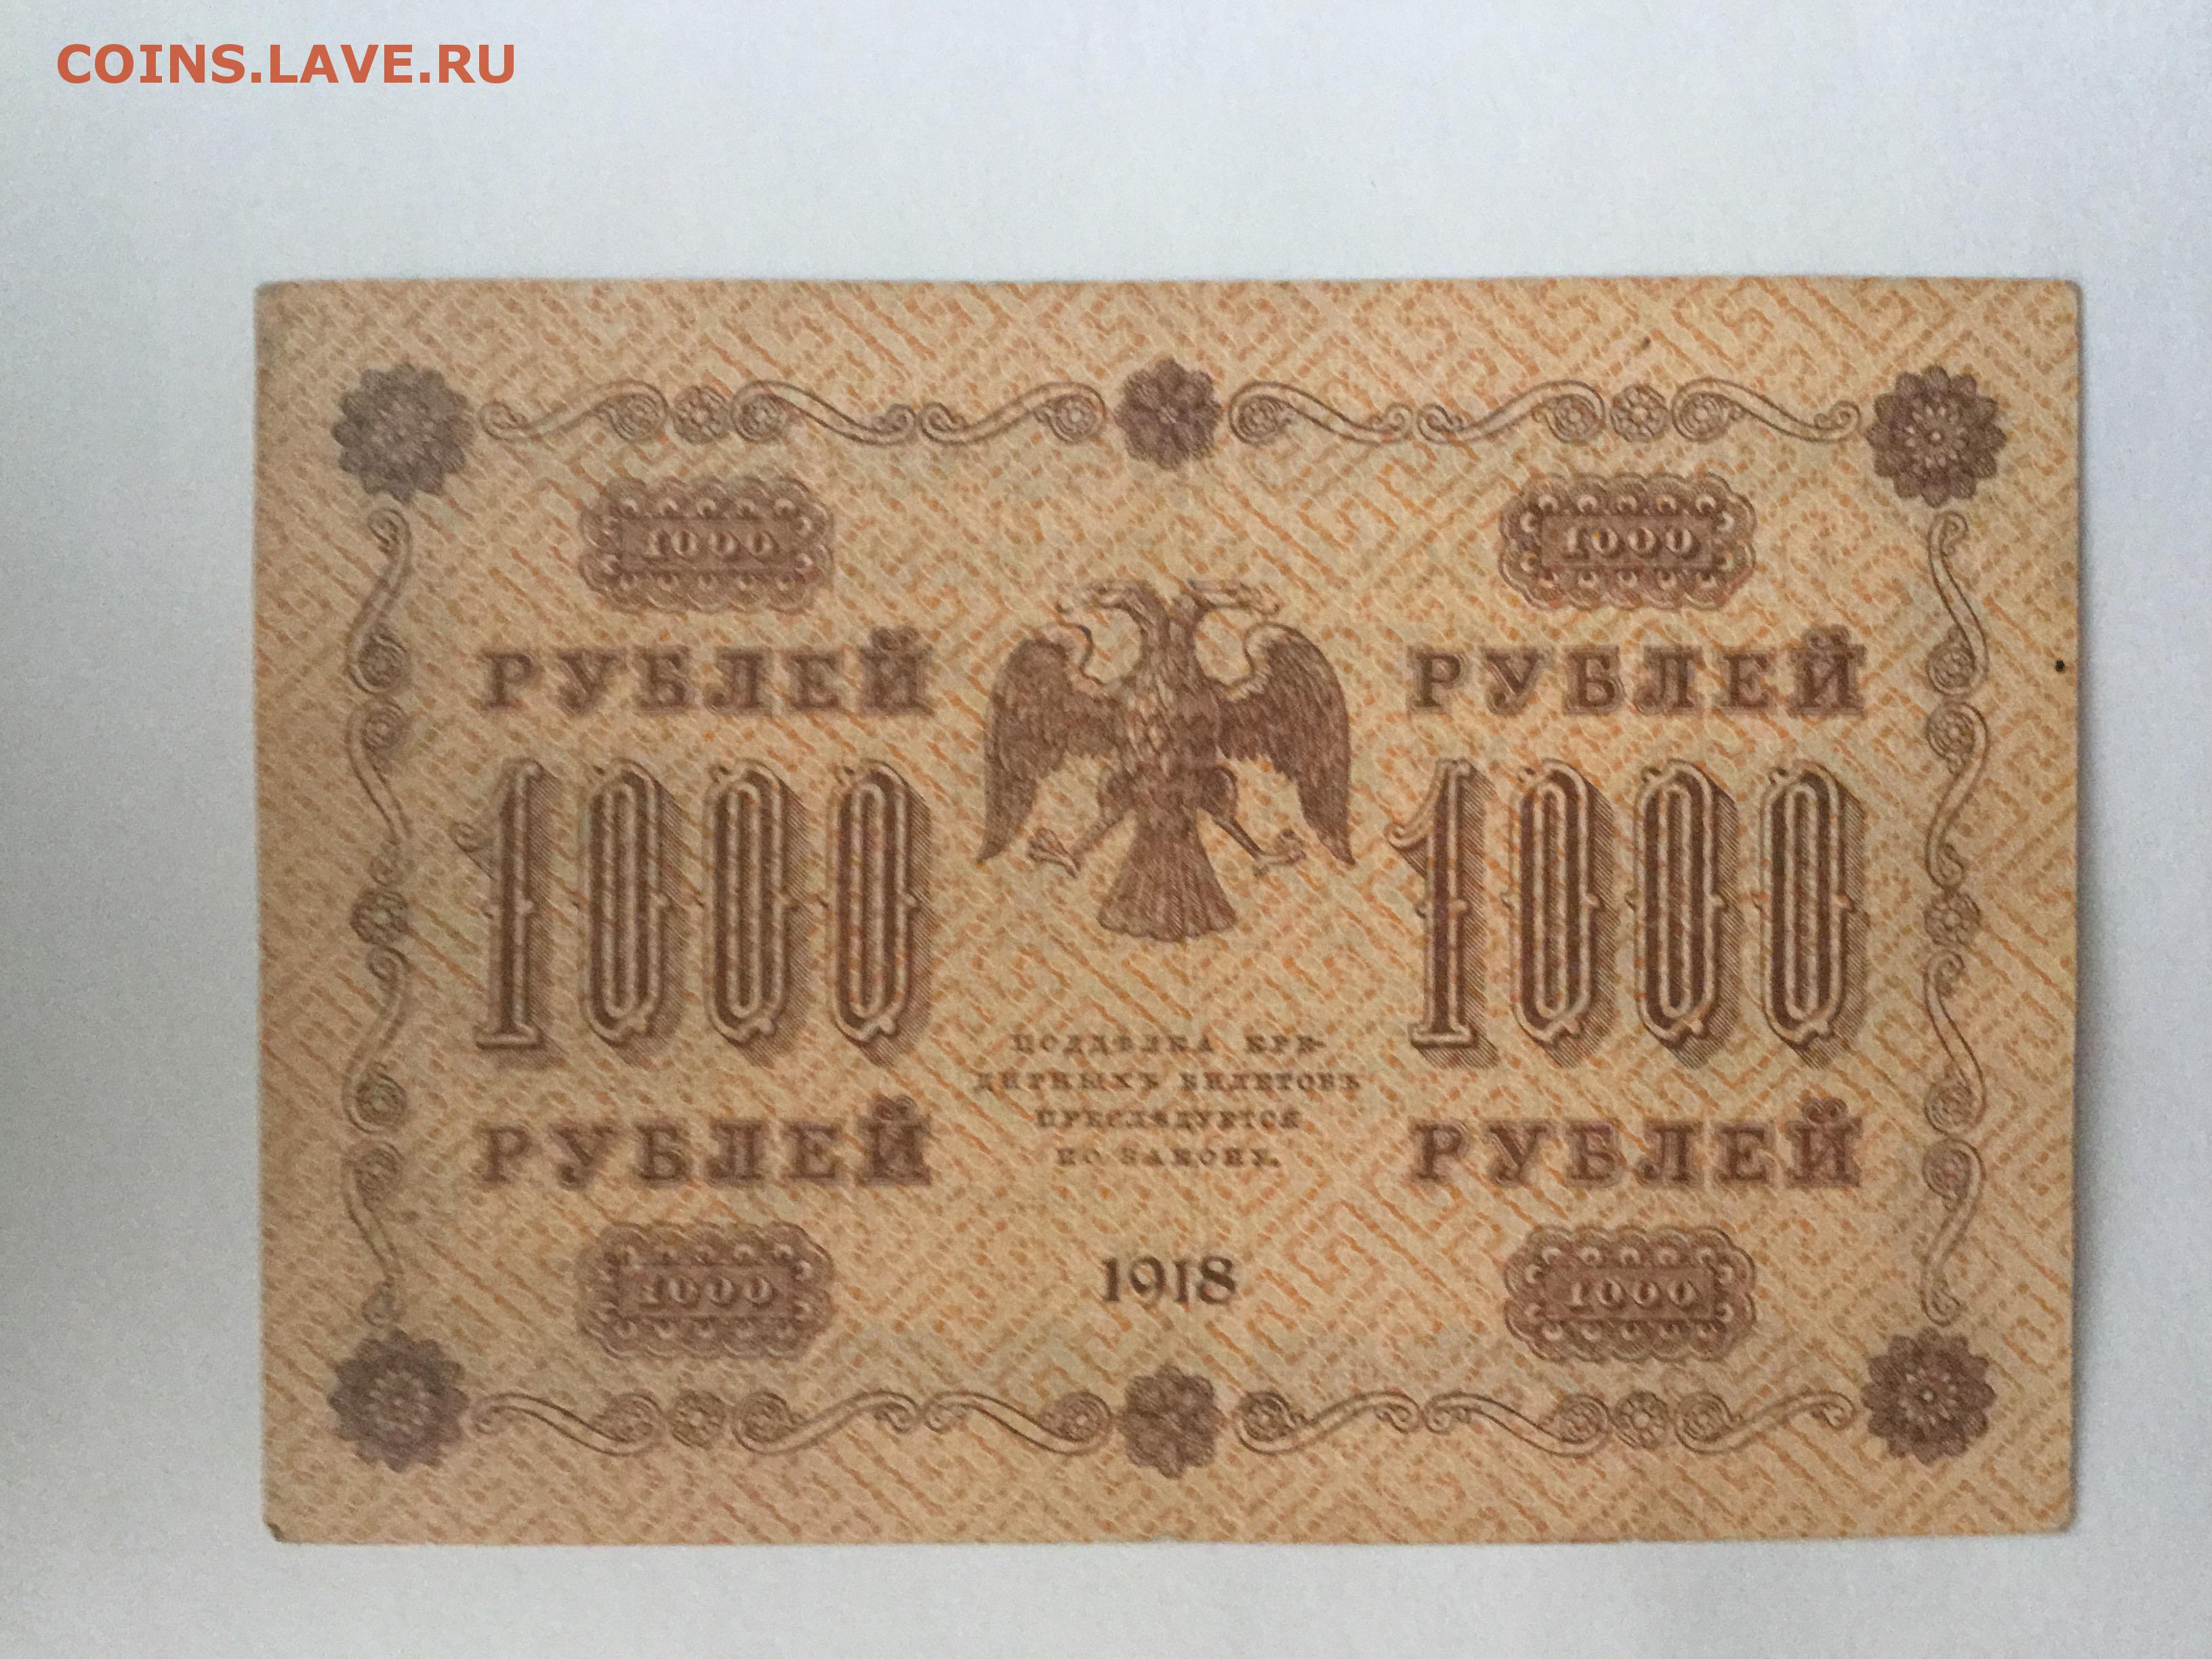 COINS.LAVE.RU
1000 1000
РУБЛЕЙ РУБЛЕЙ
1000 1000
ПОДДѢЛКА КРЕ-
ДИТНЫХЪ БИЛЕТОВЪ
ПРЕСЛѢДУЕТСЯ
ПО ЗАКОНУ.
РУБЛЕЙ РУБЛЕЙ
1000 1918 1000